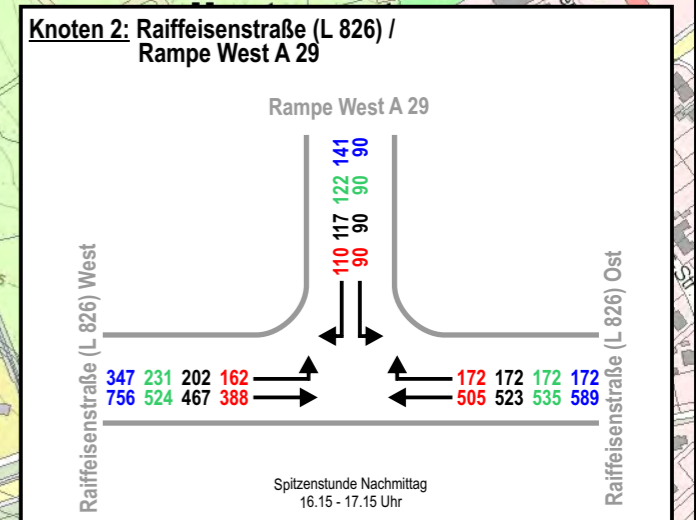 Knoten 2: Raiffeisenstraße (L 826) /
Rampe West A 29
Rampe West A 29
141 90
122 90
117 90
110 90
Raiffeisenstraße (L 826) West
Raiffeisenstraße (L 826) Ost
347 231 202 162
172 172 172 172
756 524 467 388
505 523 535 589
Spitzenstunde Nachmittag
16.15 - 17.15 Uhr